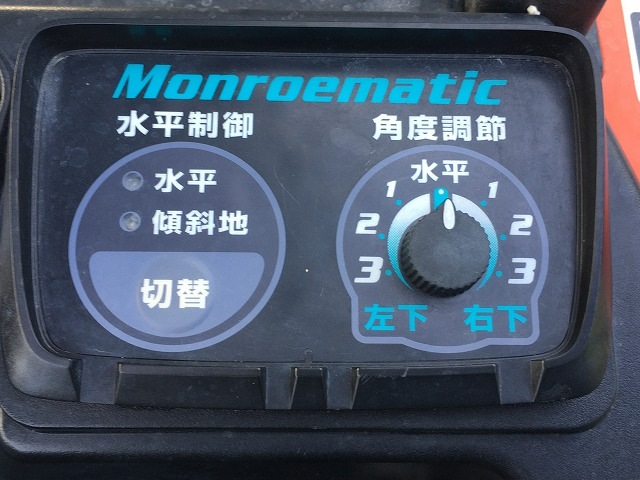 Monroematic
水平制御
水平
傾斜地
切替
角度調節
水平
1 1
2 2
3 3
左下 右下